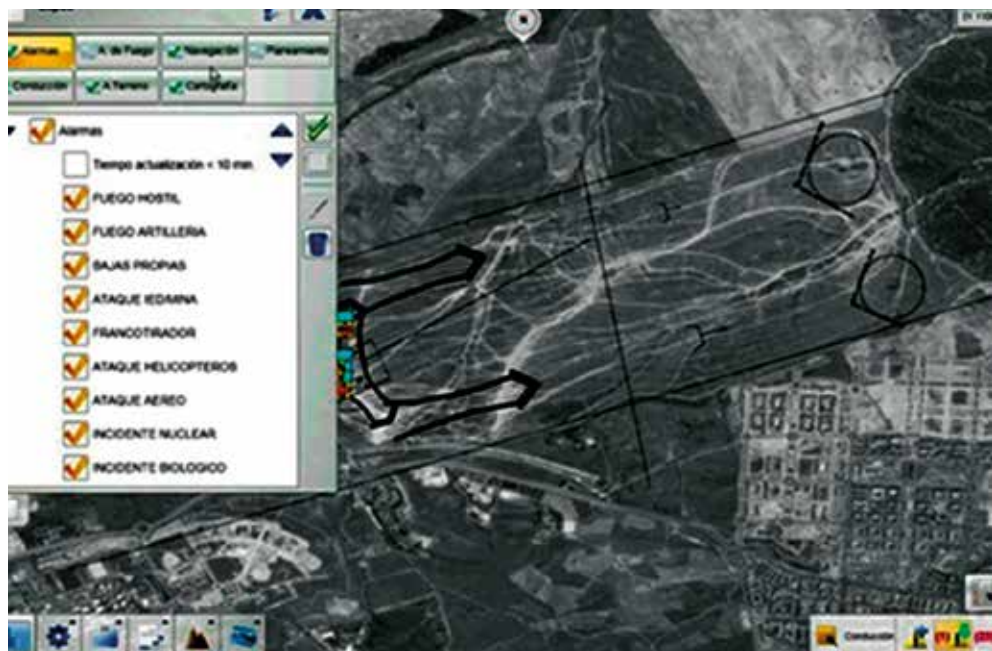 Alarmas A. de Fuego Navegación Planeamiento
Conducción A.Terreno Cartografía
Alarmas
Tiempo actualización < 10 min
FUEGO HOSTIL
FUEGO ARTILLERIA
BAJAS PROPIAS
ATAQUE IED/MINA
FRANCOTIRADOR
ATAQUE HELICOPTEROS
ATAQUE AEREO
INCIDENTE NUCLEAR
INCIDENTE BIOLOGICO
Conducción (1)